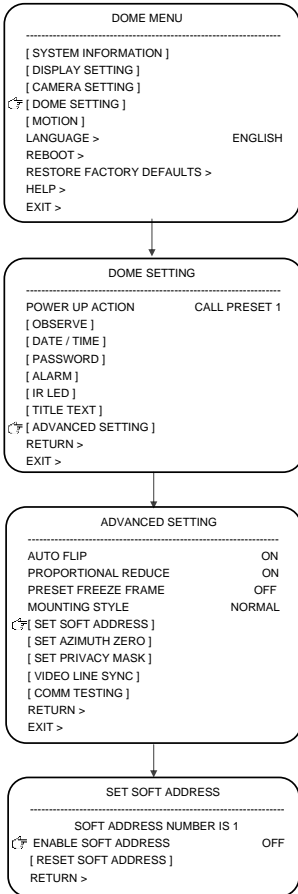 DOME MENU
[ SYSTEM INFORMATION ]
[ DISPLAY SETTING ]
[ CAMERA SETTING ]
[ DOME SETTING ]
[ MOTION ]
LANGUAGE > ENGLISH
REBOOT >
RESTORE FACTORY DEFAULTS >
HELP >
EXIT >
DOME SETTING
POWER UP ACTION CALL PRESET 1
[ OBSERVE ]
[ DATE / TIME ]
[ PASSWORD ]
[ ALARM ]
[ IR LED ]
[ TITLE TEXT ]
[ ADVANCED SETTING ]
RETURN >
EXIT >
ADVANCED SETTING
AUTO FLIP ON
PROPORTIONAL REDUCE ON
PRESET FREEZE FRAME OFF
MOUNTING STYLE NORMAL
[ SET SOFT ADDRESS ]
[ SET AZIMUTH ZERO ]
[ SET PRIVACY MASK ]
[ VIDEO LINE SYNC ]
[ COMM TESTING ]
RETURN >
EXIT >
SET SOFT ADDRESS
SOFT ADDRESS NUMBER IS 1
ENABLE SOFT ADDRESS OFF
[ RESET SOFT ADDRESS ]
RETURN >